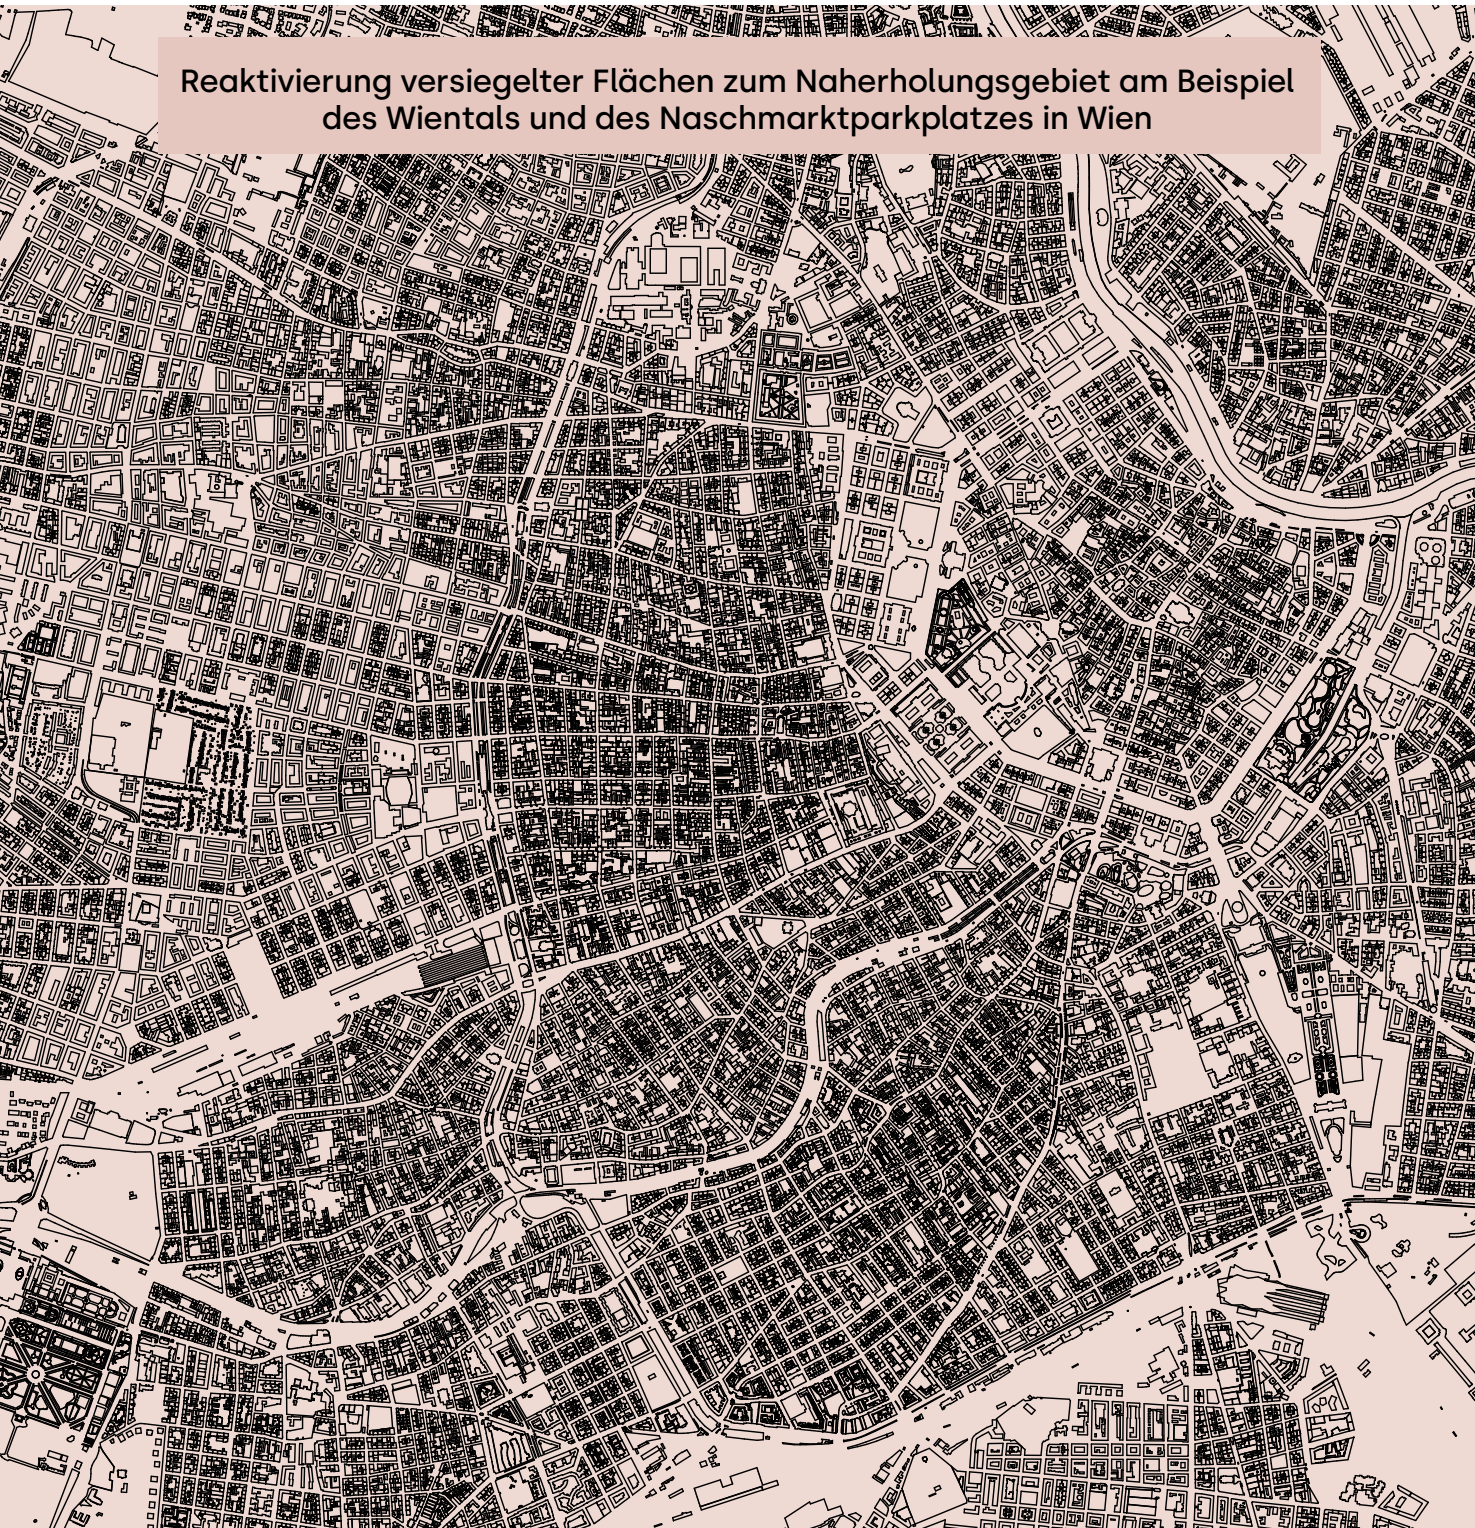 Reaktivierung versiegelter Flächen zum Naherholungsgebiet am Beispiel
des Wientals und des Naschmarktparkplatzes in Wien